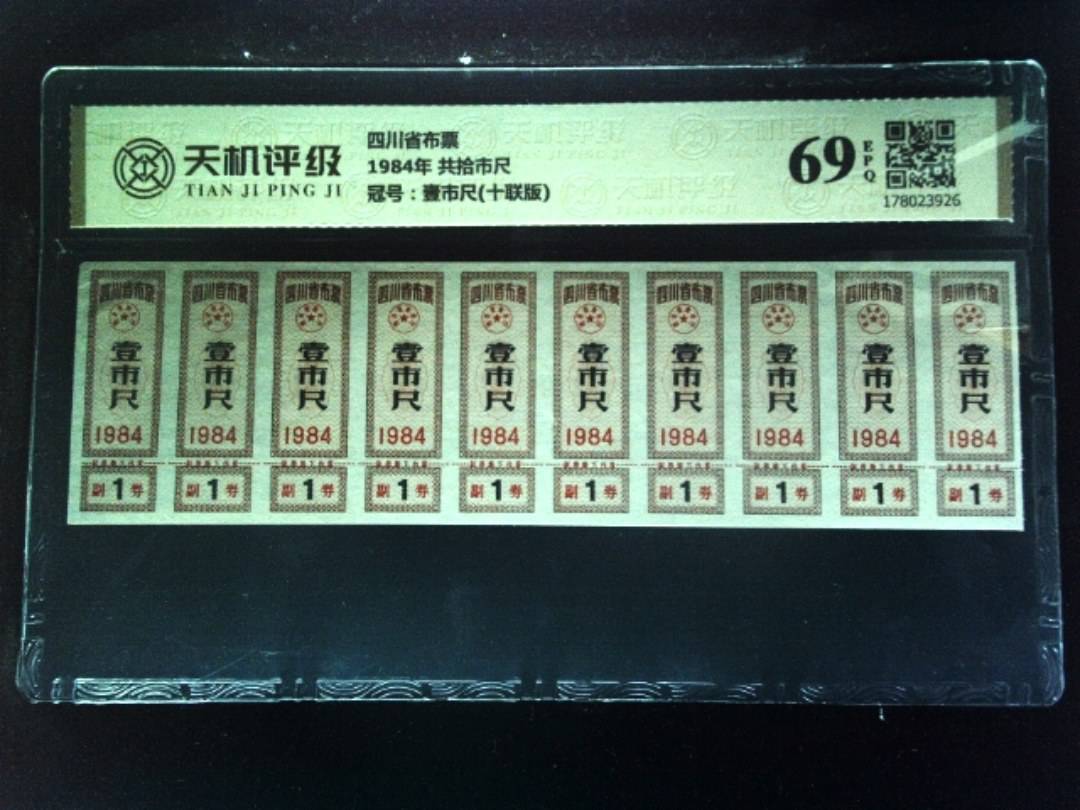 天机评级
TIAN JI PING JI
四川省布票
1984年 共拾市尺
冠号：壹市尺(十联版)
69
EPQ
178023926
四川省布票 四川省布票 四川省布票 四川省布票 四川省布票 四川省布票 四川省布票 四川省布票 四川省布票 四川省布票
壹市尺 壹市尺 壹市尺 壹市尺 壹市尺 壹市尺 壹市尺 壹市尺 壹市尺 壹市尺
1984 1984 1984 1984 1984 1984 1984 1984 1984 1984
副1券 副1券 副1券 副1券 副1券 副1券 副1券 副1券 副1券 副1券